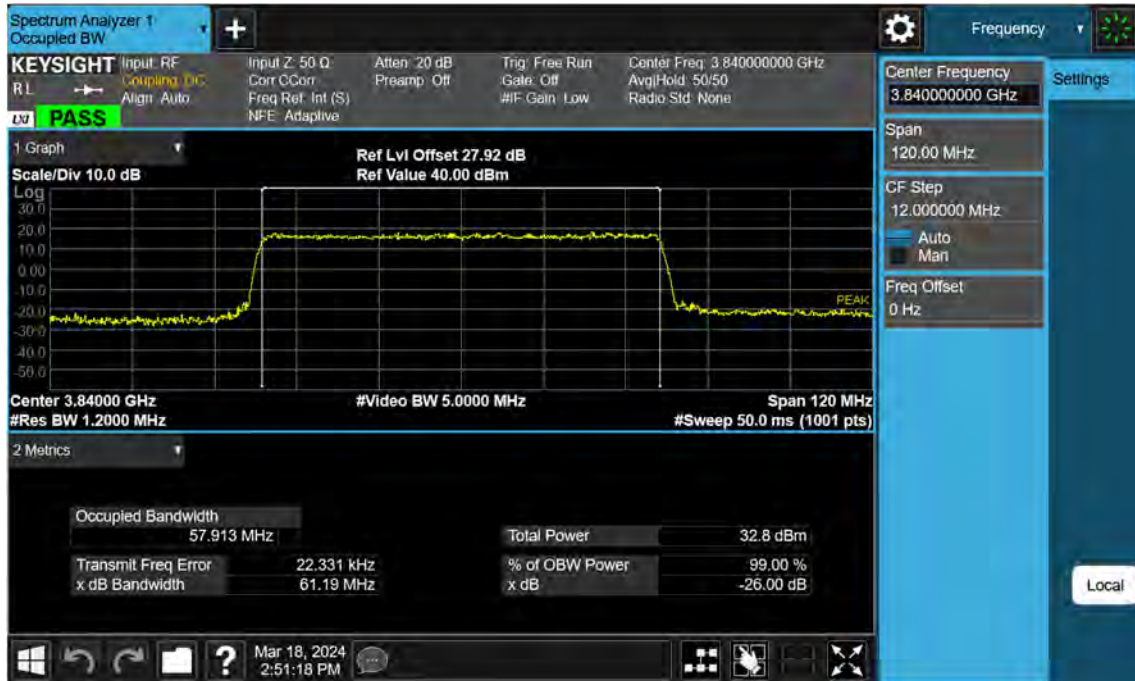 Spectrum Analyzer 1
Occupied BW
+
Frequency
KEYSIGHT Input: RF Input Z: 50 Ω Atten: 20 dB Trig: Free Run Center Freq: 3.840000000 GHz
RL Coupling: DC Corr CCorr Preamp: Off Gate: Off Avg|Hold: 50/50
Align: Auto Freq Ref: Int (S) #IF Gain: Low Radio Std: None
LXI PASS NFE: Adaptive
Center Frequency
3.840000000 GHz
Settings
Span
120.00 MHz
CF Step
12.000000 MHz
Auto
Man
Freq Offset
0 Hz
Local
1 Graph
Ref Lvl Offset 27.92 dB
Scale/Div 10.0 dB Ref Value 40.00 dBm
Log
30.0
20.0
10.0
0.00
-10.0
-20.0
-30.0
-40.0
-50.0
PEAK
Center 3.84000 GHz #Video BW 5.0000 MHz Span 120 MHz
#Res BW 1.2000 MHz #Sweep 50.0 ms (1001 pts)
2 Metrics
Occupied Bandwidth
57.913 MHz
Total Power 32.8 dBm
Transmit Freq Error 22.331 kHz % of OBW Power 99.00 %
x dB Bandwidth 61.19 MHz x dB -26.00 dB
?
Mar 18, 2024
2:51:18 PM